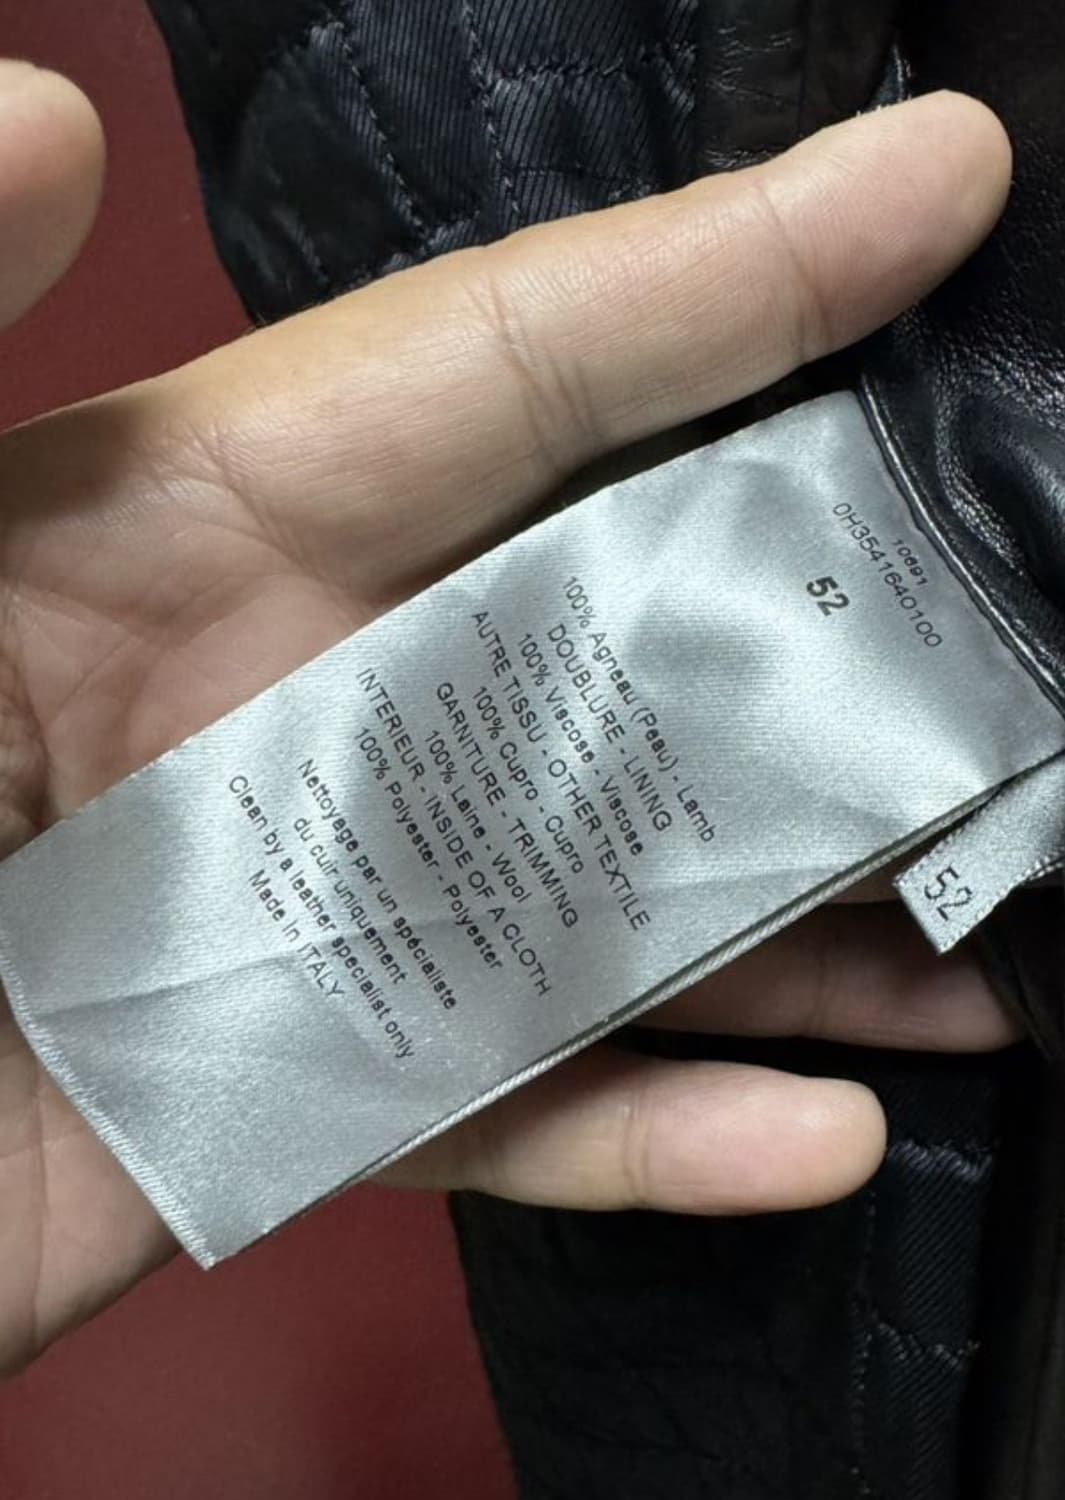 10691
0H3541640100
52
100% Agneau (Peau) - Lamb
DOUBLURE - LINING
100% Viscose - Viscose
AUTRE TISSU - OTHER TEXTILE
100% Cupro - Cupro
GARNITURE - TRIMMING
100% Laine - Wool
INTERIEUR - INSIDE OF A CLOTH
100% Polyester - Polyester
Nettoyage par un spécialiste
du cuir uniquement
Clean by a leather specialist only
Made in ITALY
52